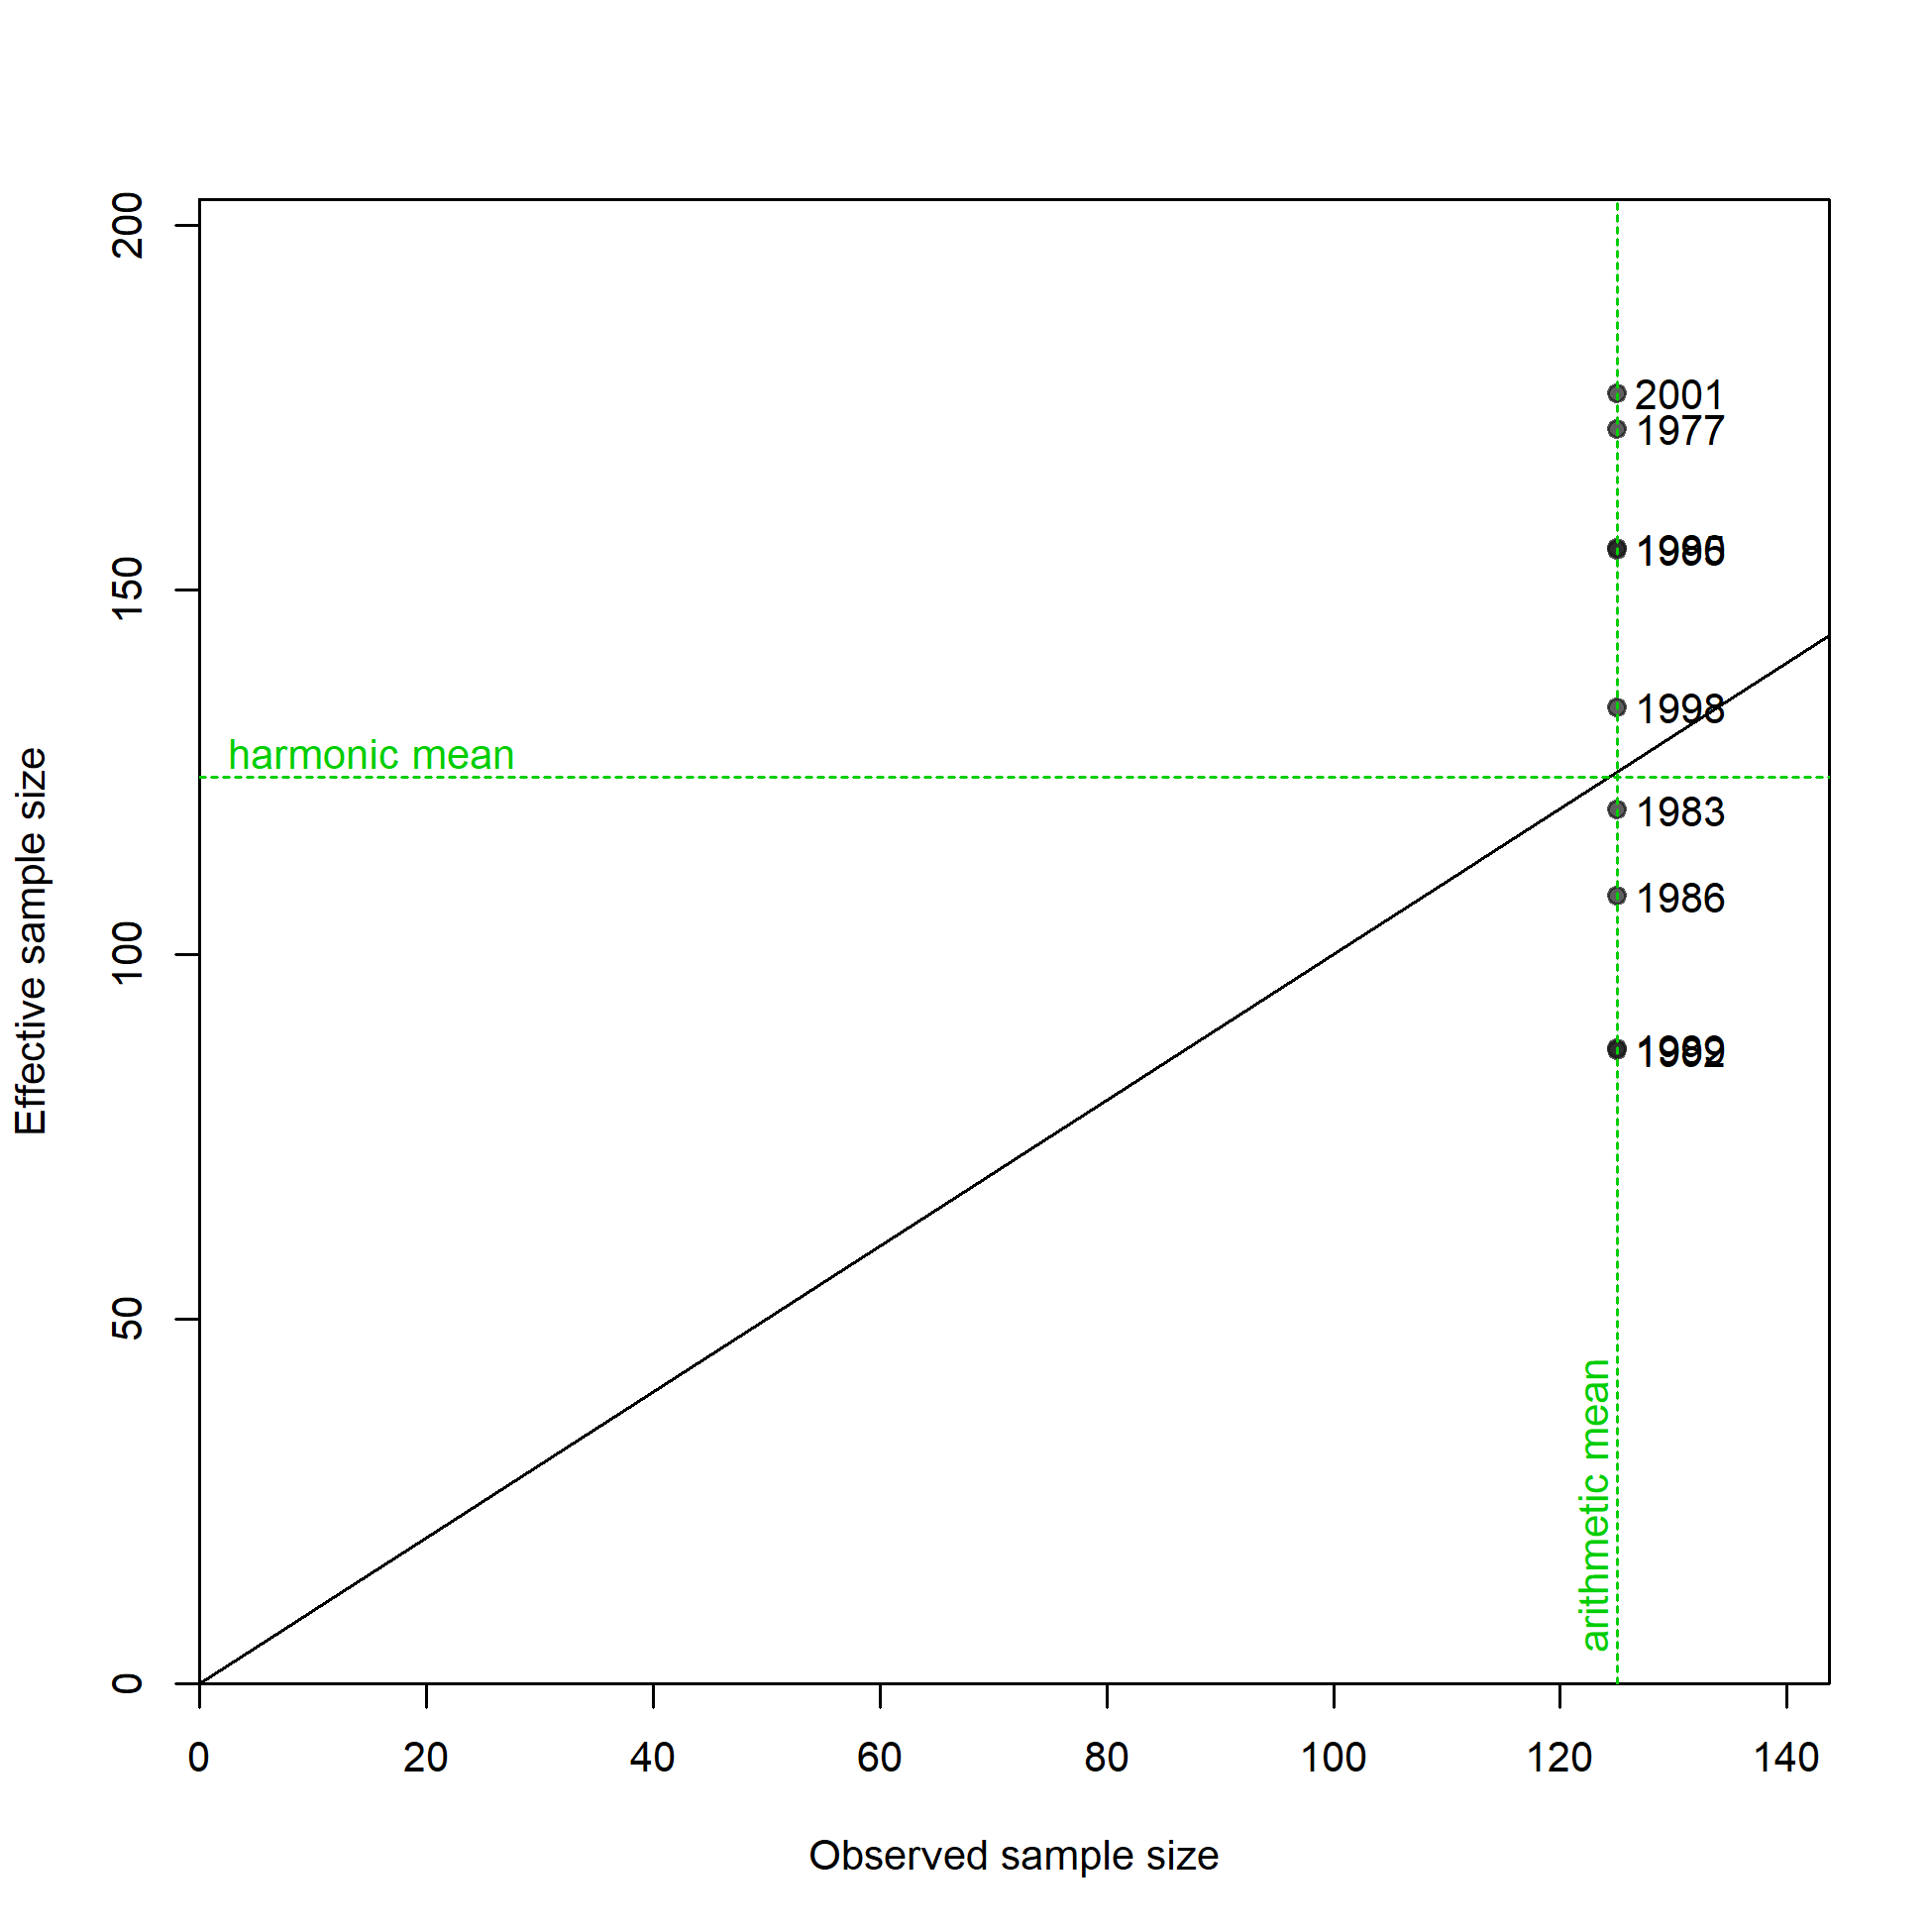 200
150
100
50
0
Effective sample size
harmonic mean
arithmetic mean
2001
1977
1998
1983
1986
0 20 40 60 80 100 120 140
Observed sample size